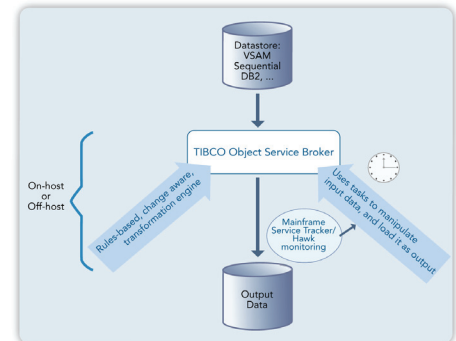 Datastore:
VSAM
Sequential
DB2, ...
TIBCO Object Service Broker
On-host
or
Off-host
Rules-based, change aware,
transformation engine
Uses tasks to manipulate
input data, and load it as output
Mainframe
Service Tracker/
Hawk
monitoring
Output
Data